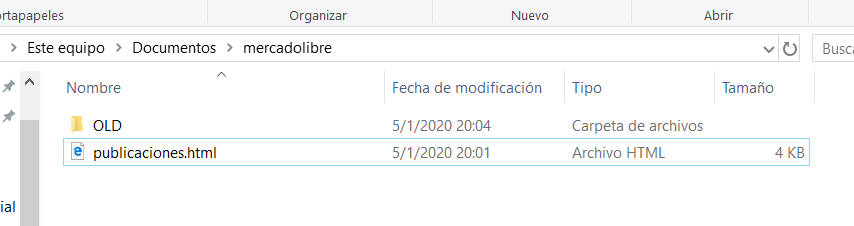 rtapapeles Organizar Nuevo Abrir
Este equipo > Documentos > mercadolibre Busca
Nombre Fecha de modificación Tipo Tamaño
OLD 5/1/2020 20:04 Carpeta de archivos
publicaciones.html 5/1/2020 20:01 Archivo HTML 4 KB
ial